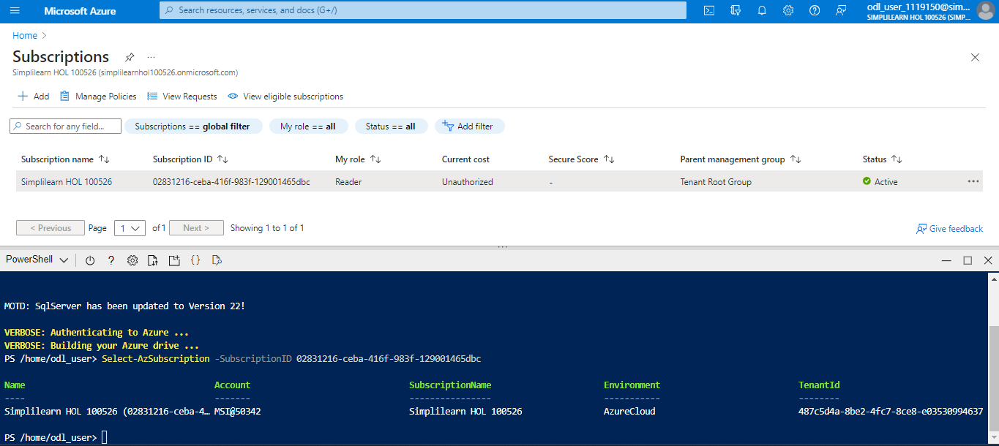 Microsoft Azure
Search resources, services, and docs (G+/)
odl_user_1119150@sim...
SIMPLILEARN HOL 100526 (SIMP...
Home >
Subscriptions ...
Simplilearn HOL 100526 (simplilearnhol100526.onmicrosoft.com)
+ Add Manage Policies View Requests View eligible subscriptions
Search for any field... Subscriptions == global filter My role == all Status == all Add filter
Subscription name ↑↓ Subscription ID ↑↓ My role ↑↓ Current cost Secure Score ↑↓ Parent management group ↑↓ Status ↑↓
Simplilearn HOL 100526 02831216-ceba-416f-983f-129001465dbc Reader Unauthorized - Tenant Root Group Active ...
< Previous Page 1 of 1 Next > Showing 1 to 1 of 1 Give feedback
PowerShell ? {}
MOTD: SqlServer has been updated to Version 22!
VERBOSE: Authenticating to Azure ...
VERBOSE: Building your Azure drive ...
PS /home/odl_user> Select-AzSubscription -SubscriptionID 02831216-ceba-416f-983f-129001465dbc
Name Account SubscriptionName Environment TenantId
---- ------- ---------------- ----------- --------
Simplilearn HOL 100526 (02831216-ceba-4… MSI@50342 Simplilearn HOL 100526 AzureCloud 487c5d4a-8be2-4fc7-8ce8-e03530994637
PS /home/odl_user>